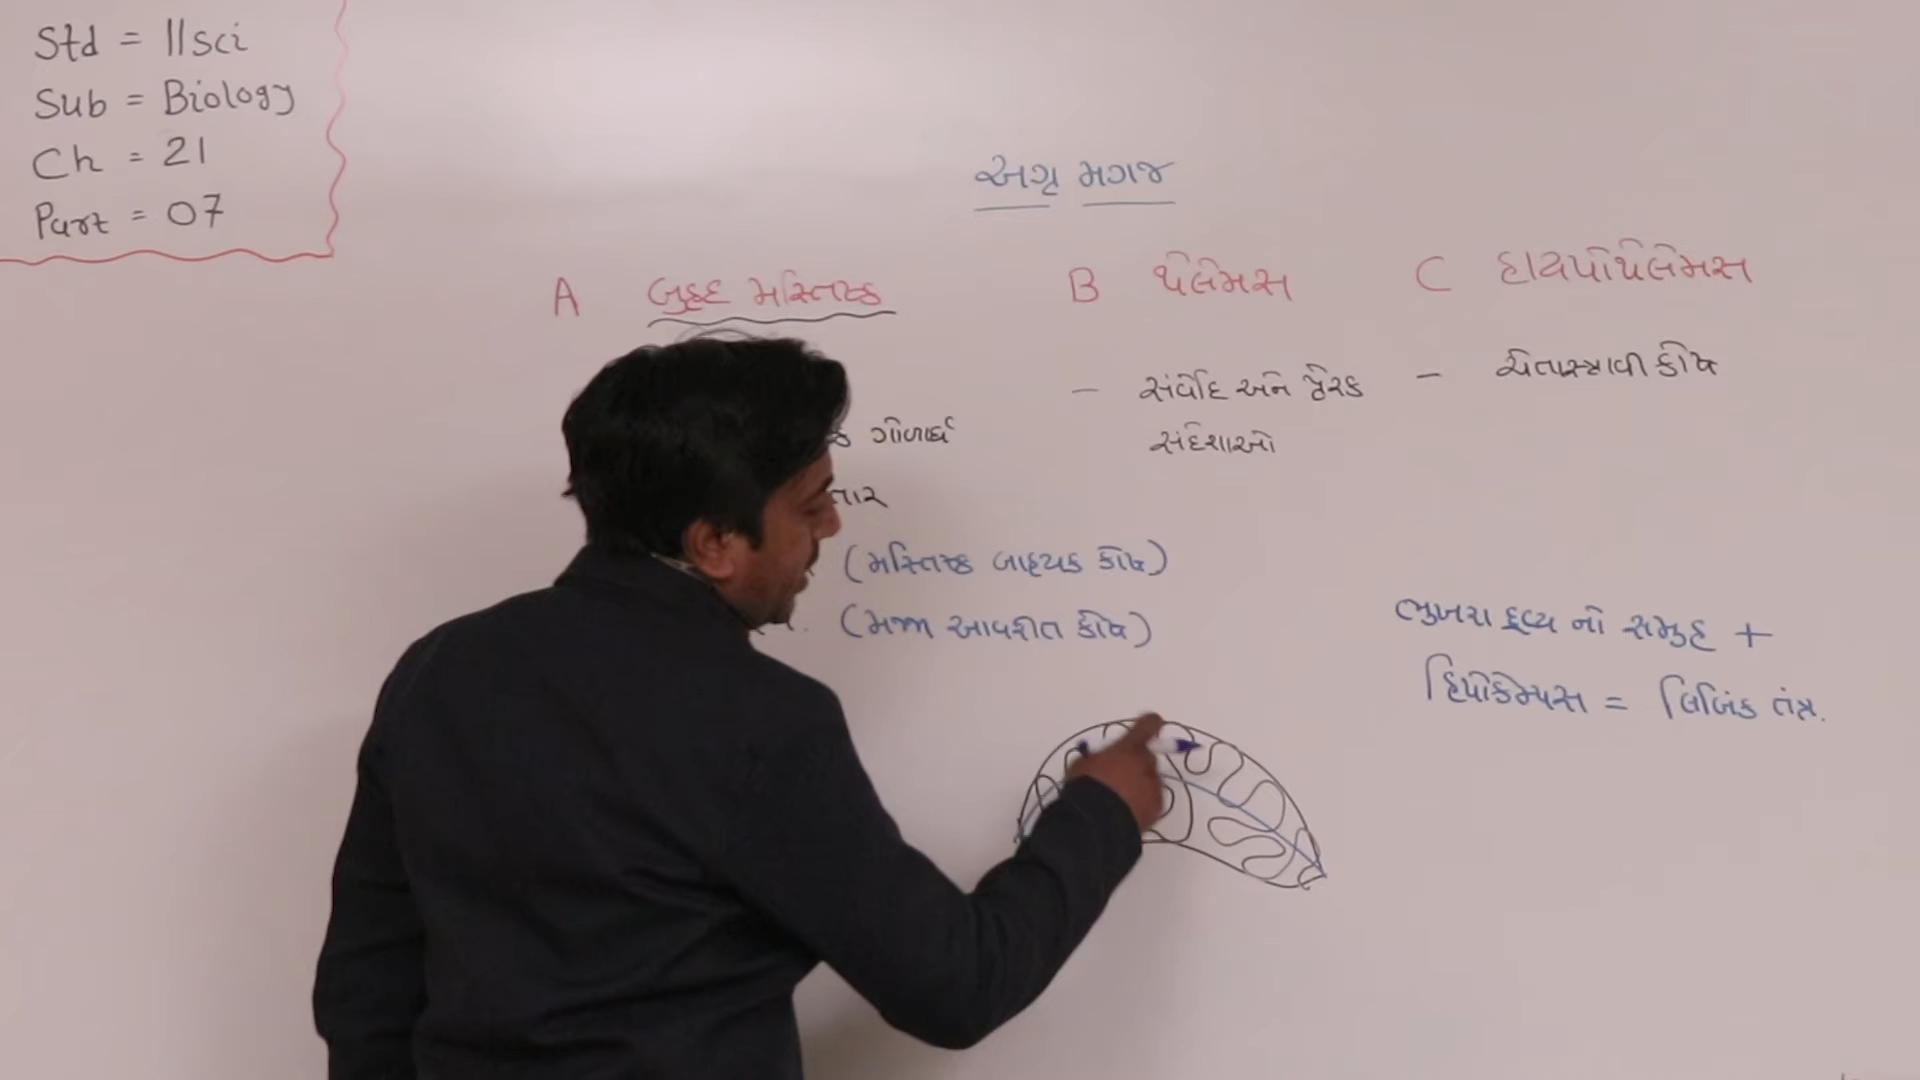 Std = 11sci
Sub = Biology
Ch = 21
Part = 07
અગ્ર મગજ
A બૃહદ મસ્તિષ્ક
B થેલેમસ
C હાયપોથેલેમસ
ગોળાર્ધ
(મસ્તિષ્ક બાહ્યક કોષ)
(મજ્જા આવરીત કોષ)
- સંવેદિ અને પ્રેરક
સંદેશાઓ
- ચેતાસ્ત્રાવી કોષ
ભુખરા દ્રવ્ય નો સમુહ +
હિપોકેમ્પસ = લિંબિક તંત્ર.